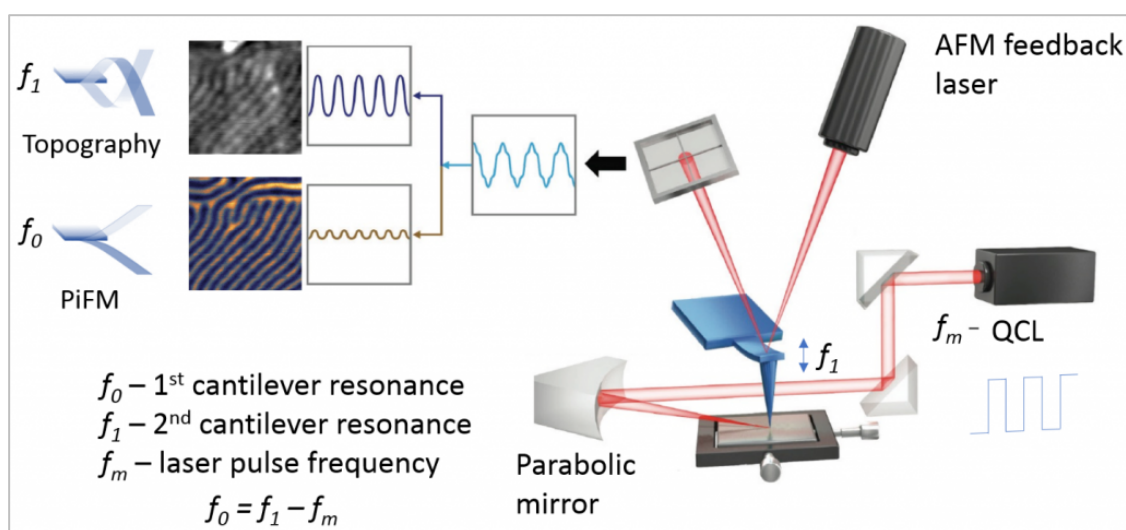 f₁
Topography
f₀
PiFM
AFM feedback
laser
fₘ – QCL
f₁
Parabolic
mirror
f₀ – 1ˢᵗ cantilever resonance
f₁ – 2ⁿᵈ cantilever resonance
fₘ – laser pulse frequency
f₀ = f₁ – fₘ